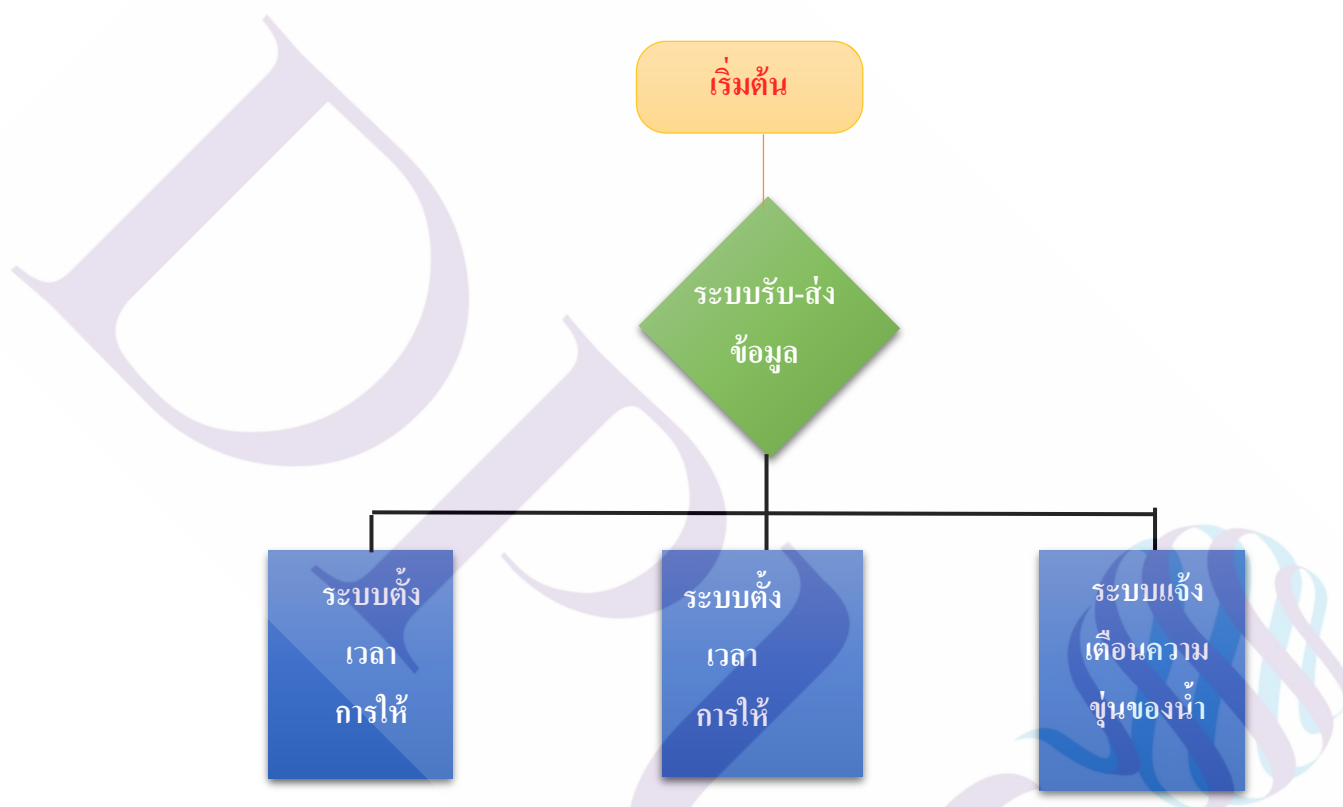 เริ่มต้น
ระบบรับ-ส่ง
ข้อมูล
ระบบตั้ง
เวลา
การให้
ระบบตั้ง
เวลา
การให้
ระบบแจ้ง
เตือนความ
ขุ่นของน้ำ